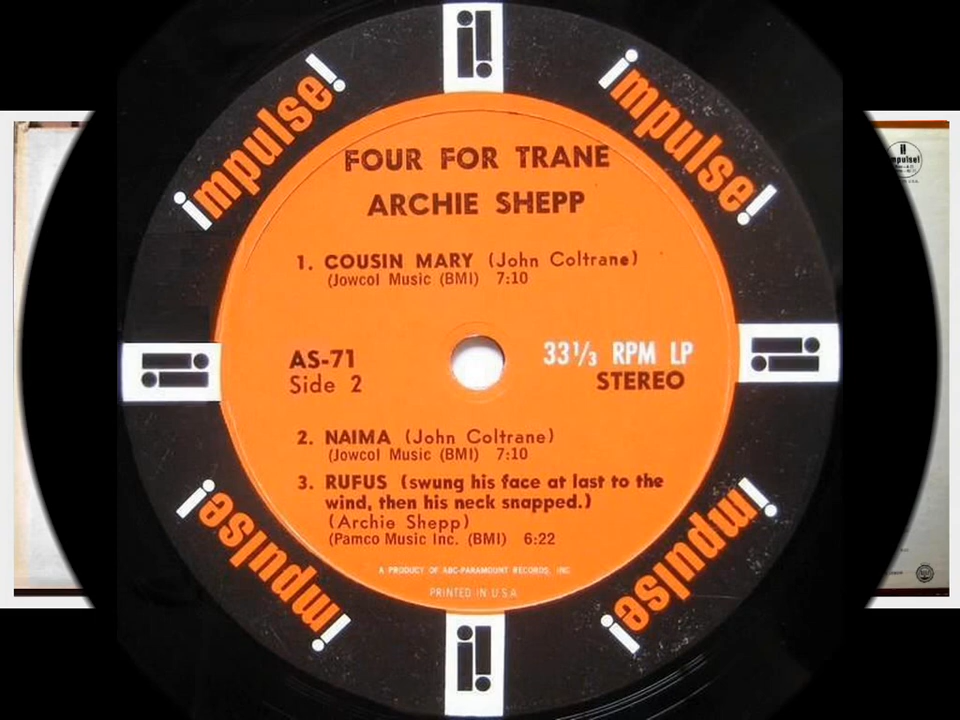 impulse!
impulse!
FOUR FOR TRANE
ARCHIE SHEPP
1. COUSIN MARY (John Coltrane)
(Jowcol Music (BMI) 7:10
AS-71
Side 2
33 1/3 RPM LP
STEREO
2. NAIMA (John Coltrane)
(Jowcol Music (BMI) 7:10
3. RUFUS (swung his face at last to the
wind, then his neck snapped.)
(Archie Shepp)
(Pamco Music Inc. (BMI) 6:22
A PRODUCT OF ABC-PARAMOUNT RECORDS, INC
PRINTED IN U.S.A
impulse!
impulse!
impulse!